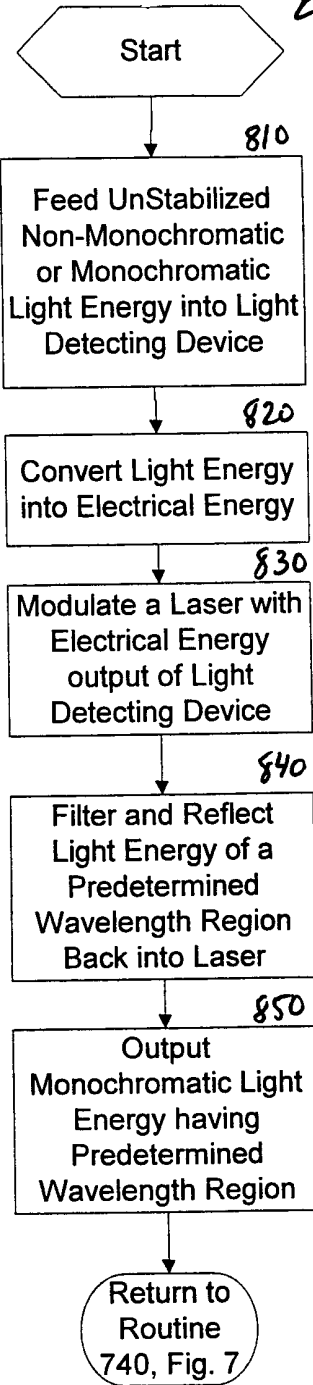 Start
810
Feed UnStabilized
Non-Monochromatic
or Monochromatic
Light Energy into Light
Detecting Device
820
Convert Light Energy
into Electrical Energy
830
Modulate a Laser with
Electrical Energy
output of Light
Detecting Device
840
Filter and Reflect
Light Energy of a
Predetermined
Wavelength Region
Back into Laser
850
Output
Monochromatic Light
Energy having
Predetermined
Wavelength Region
Return to
Routine
740, Fig. 7